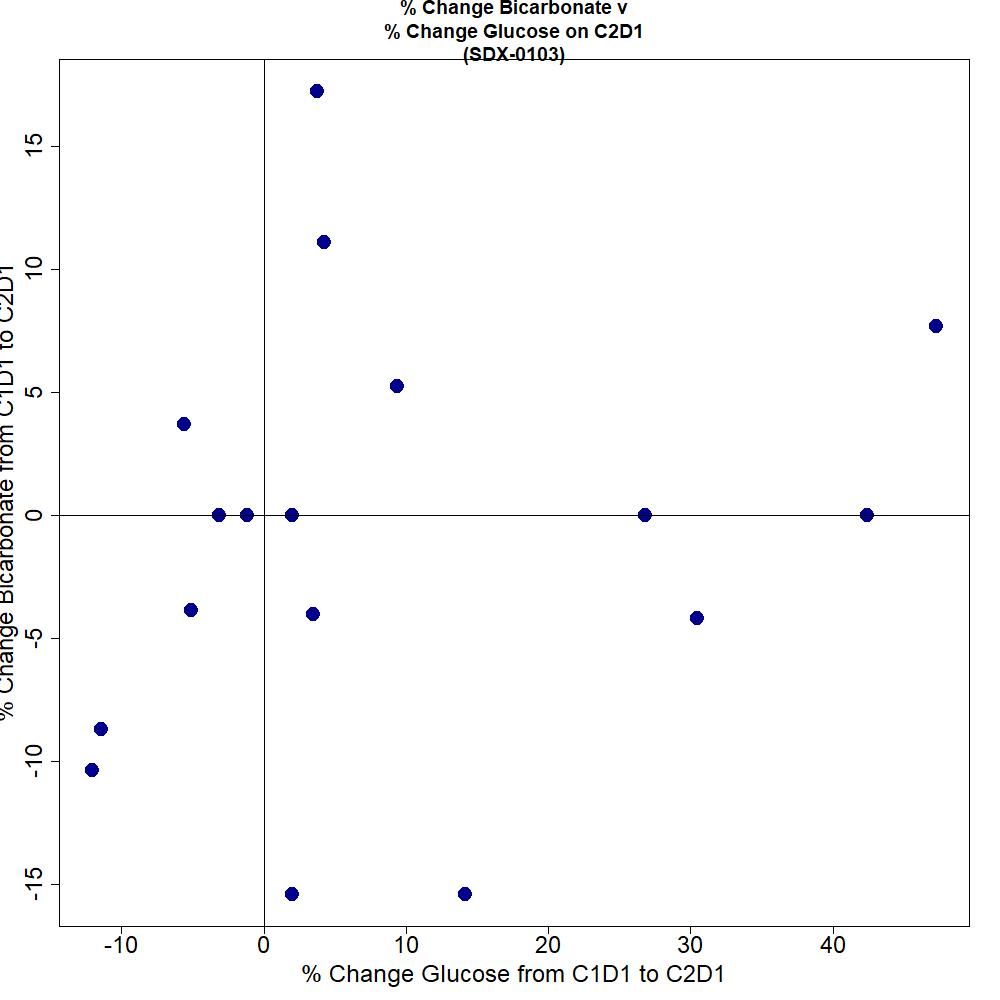 % Change Bicarbonate v
% Change Glucose on C2D1
(SDX-0103)
% Change Bicarbonate from C1D1 to C2D1
15
10
5
0
-5
-10
-15
-10 0 10 20 30 40
% Change Glucose from C1D1 to C2D1